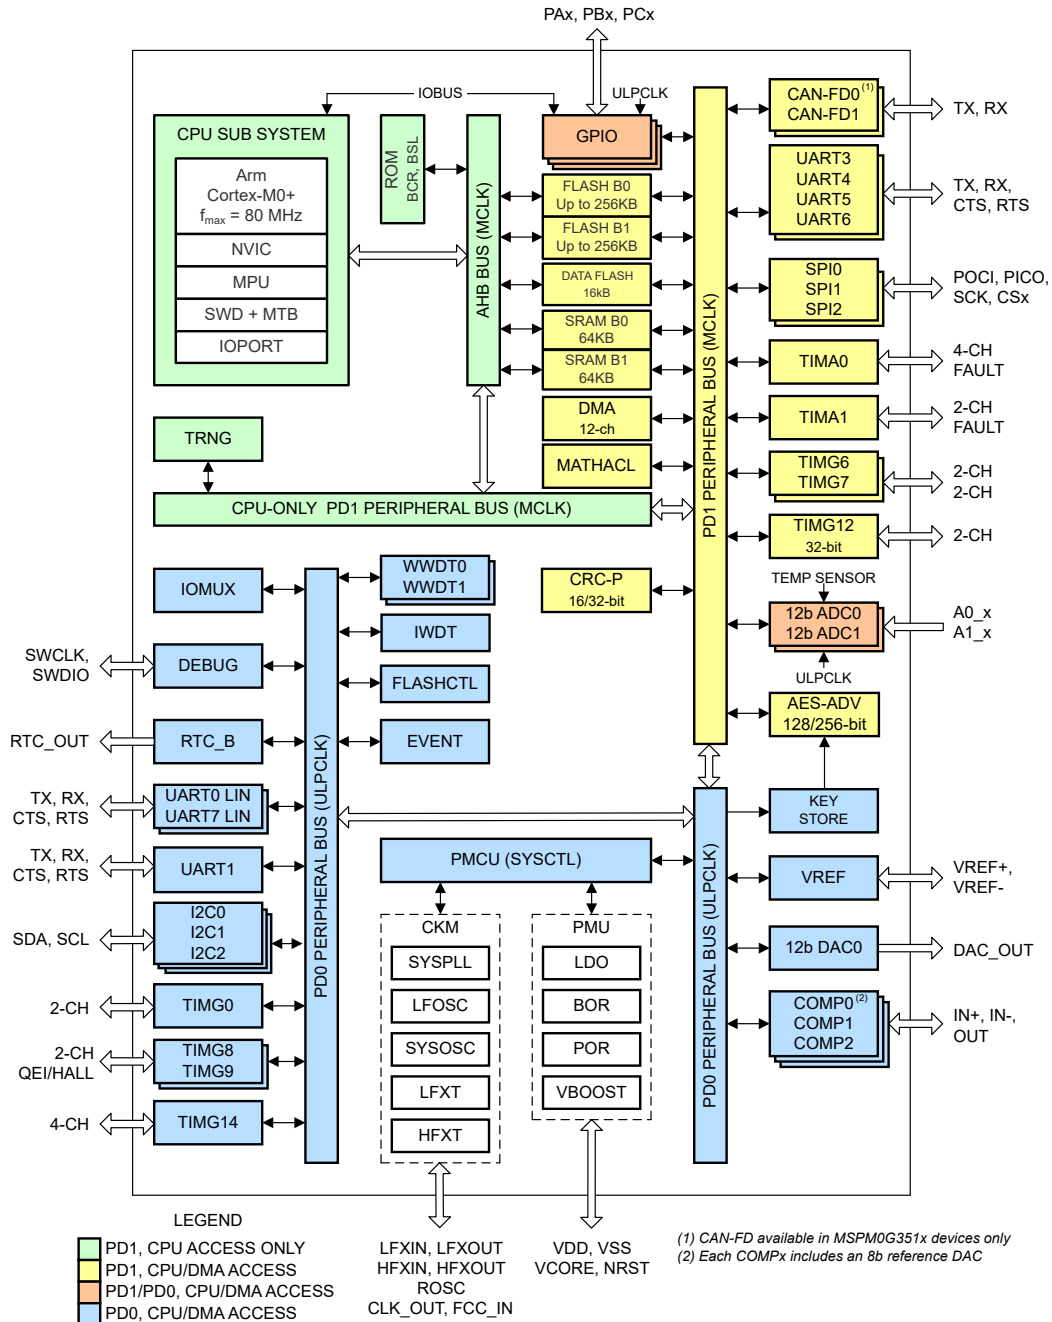 PAx, PBx, PCx
IOBUS
ULPCLK
CPU SUB SYSTEM
Arm
Cortex-M0+
fmax = 80 MHz
NVIC
MPU
SWD + MTB
IOPORT
ROM
BCR, BSL
AHB BUS (MCLK)
GPIO
FLASH B0
Up to 256KB
FLASH B1
Up to 256KB
DATA FLASH
16kB
SRAM B0
64KB
SRAM B1
64KB
DMA
12-ch
MATHACL
PD1 PERIPHERAL BUS (MCLK)
CAN-FD0(1)
CAN-FD1
TX, RX
UART3
UART4
UART5
UART6
TX, RX,
CTS, RTS
SPI0
SPI1
SPI2
POCI, PICO,
SCK, CSx
TIMA0
4-CH
FAULT
TIMA1
2-CH
FAULT
TIMG6
TIMG7
2-CH
2-CH
TIMG12
32-bit
2-CH
TRNG
CPU-ONLY PD1 PERIPHERAL BUS (MCLK)
CRC-P
16/32-bit
TEMP SENSOR
12b ADC0
12b ADC1
A0_x
A1_x
ULPCLK
AES-ADV
128/256-bit
KEY
STORE
IOMUX
SWCLK,
SWDIO
DEBUG
RTC_OUT
RTC_B
TX, RX,
CTS, RTS
UART0 LIN
UART7 LIN
TX, RX,
CTS, RTS
UART1
SDA, SCL
I2C0
I2C1
I2C2
2-CH
TIMG0
2-CH
QEI/HALL
TIMG8
TIMG9
4-CH
TIMG14
PD0 PERIPHERAL BUS (ULPCLK)
WWDT0
WWDT1
IWDT
FLASHCTL
EVENT
PMCU (SYSCTL)
CKM
SYSPLL
LFOSC
SYSOSC
LFXT
HFXT
PMU
LDO
BOR
POR
VBOOST
PD0 PERIPHERAL BUS (ULPCLK)
VREF
VREF+,
VREF-
12b DAC0
DAC_OUT
COMP0(2)
COMP1
COMP2
IN+, IN-,
OUT
LFXIN, LFXOUT
HFXIN, HFXOUT
ROSC
CLK_OUT, FCC_IN
VDD, VSS
VCORE, NRST
(1) CAN-FD available in MSPM0G351x devices only
(2) Each COMPx includes an 8b reference DAC
LEGEND
PD1, CPU ACCESS ONLY
PD1, CPU/DMA ACCESS
PD1/PD0, CPU/DMA ACCESS
PD0, CPU/DMA ACCESS